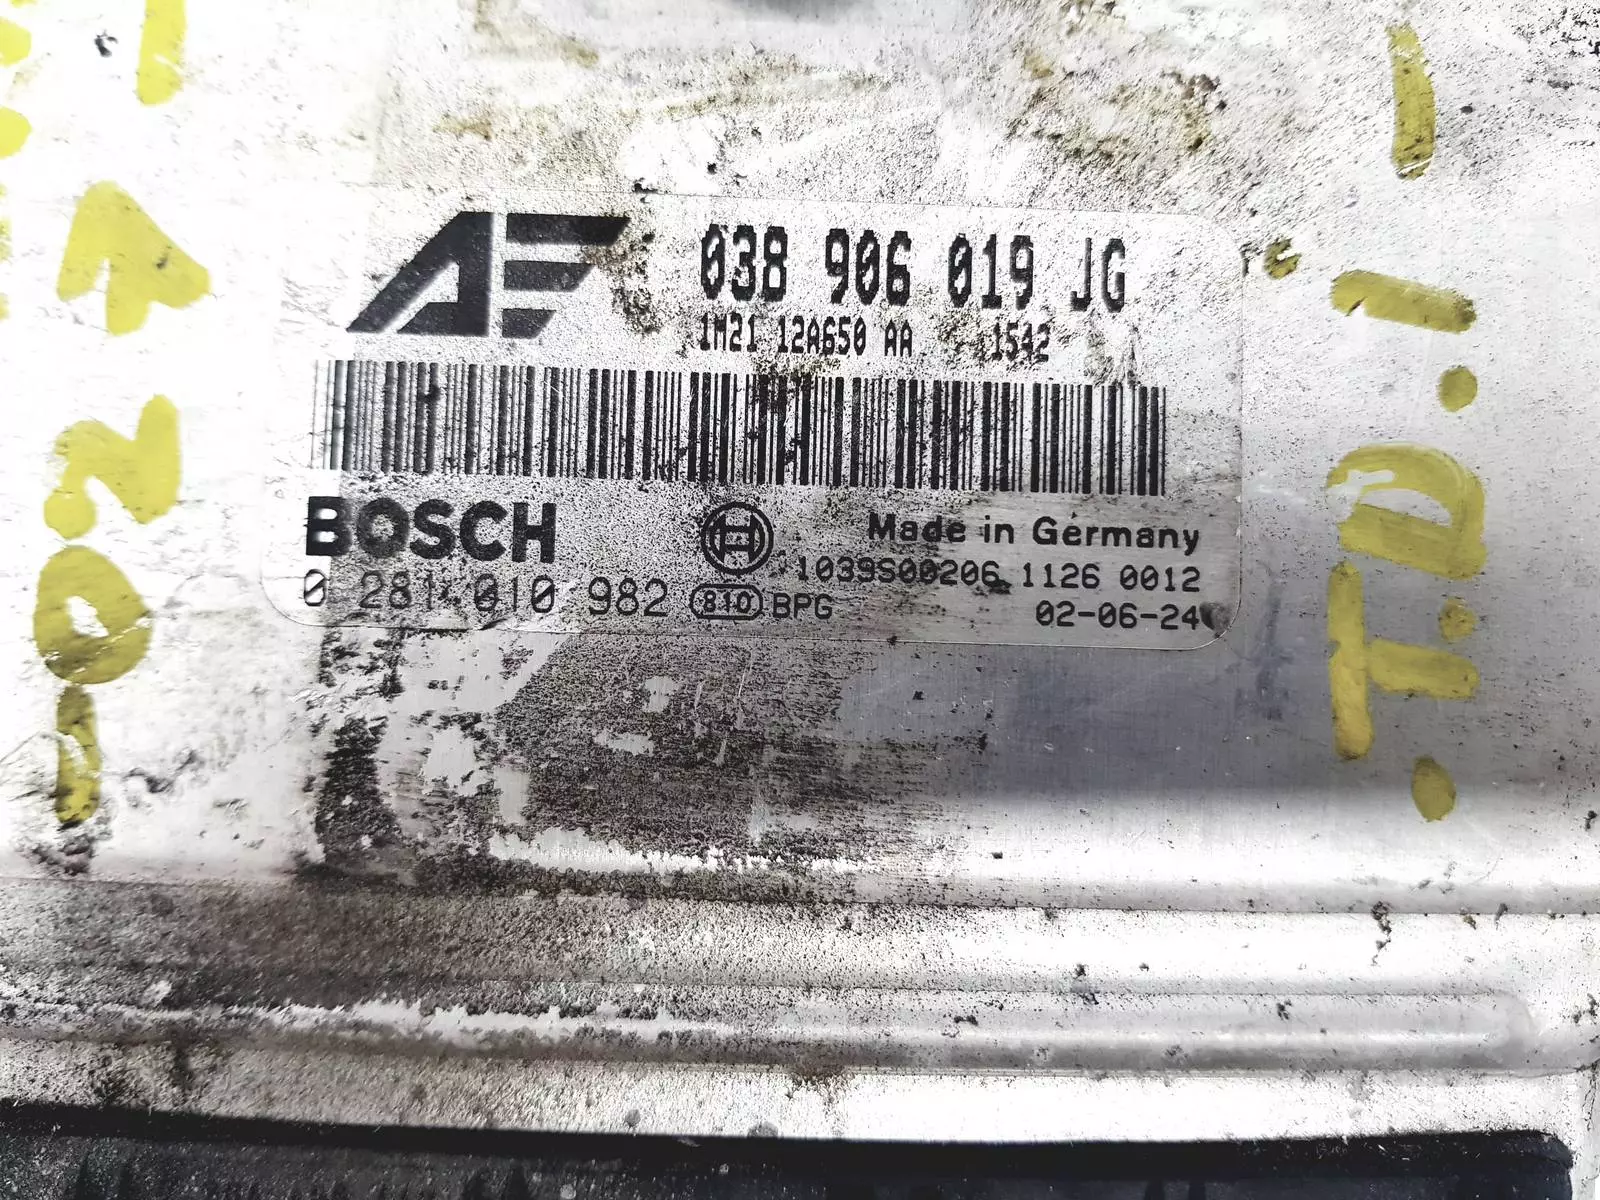 AE
038 906 019 JG
1M21 12A650 AA 1542
BOSCH
Made in Germany
1039S00206 1126 0012
0 281 010 982 810 BPG
02-06-24
T.D.I